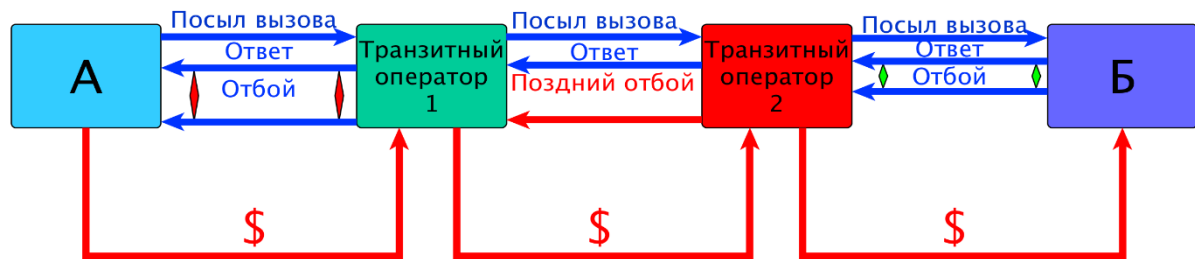 Посыл вызова
Посыл вызова
Посыл вызова
Ответ
Ответ
Ответ
Отбой
Поздний отбой
Отбой
А
Транзитный
оператор
1
Транзитный
оператор
2
Б
$
$
$